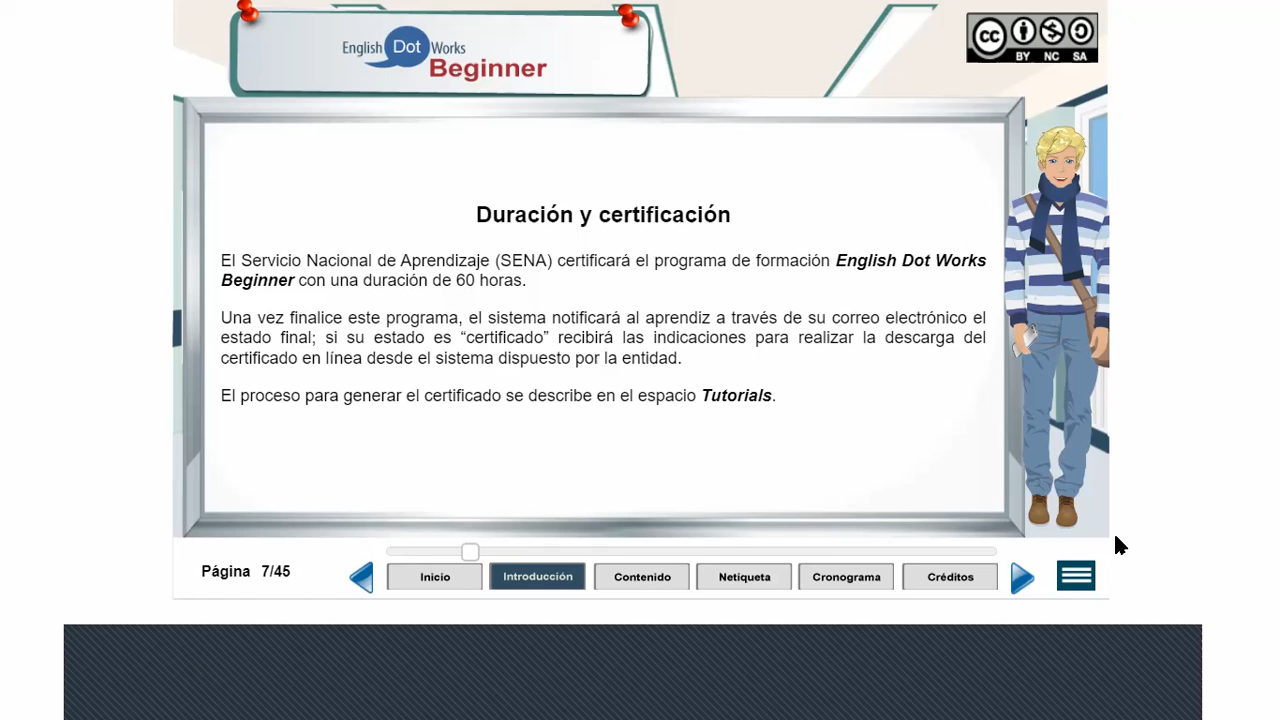 English Dot Works
Beginner
cc BY NC SA
Duración y certificación
El Servicio Nacional de Aprendizaje (SENA) certificará el programa de formación English Dot Works
Beginner con una duración de 60 horas.
Una vez finalice este programa, el sistema notificará al aprendiz a través de su correo electrónico el
estado final; si su estado es “certificado” recibirá las indicaciones para realizar la descarga del
certificado en línea desde el sistema dispuesto por la entidad.
El proceso para generar el certificado se describe en el espacio Tutorials.
Página 7/45
Inicio
Introducción
Contenido
Netiqueta
Cronograma
Créditos